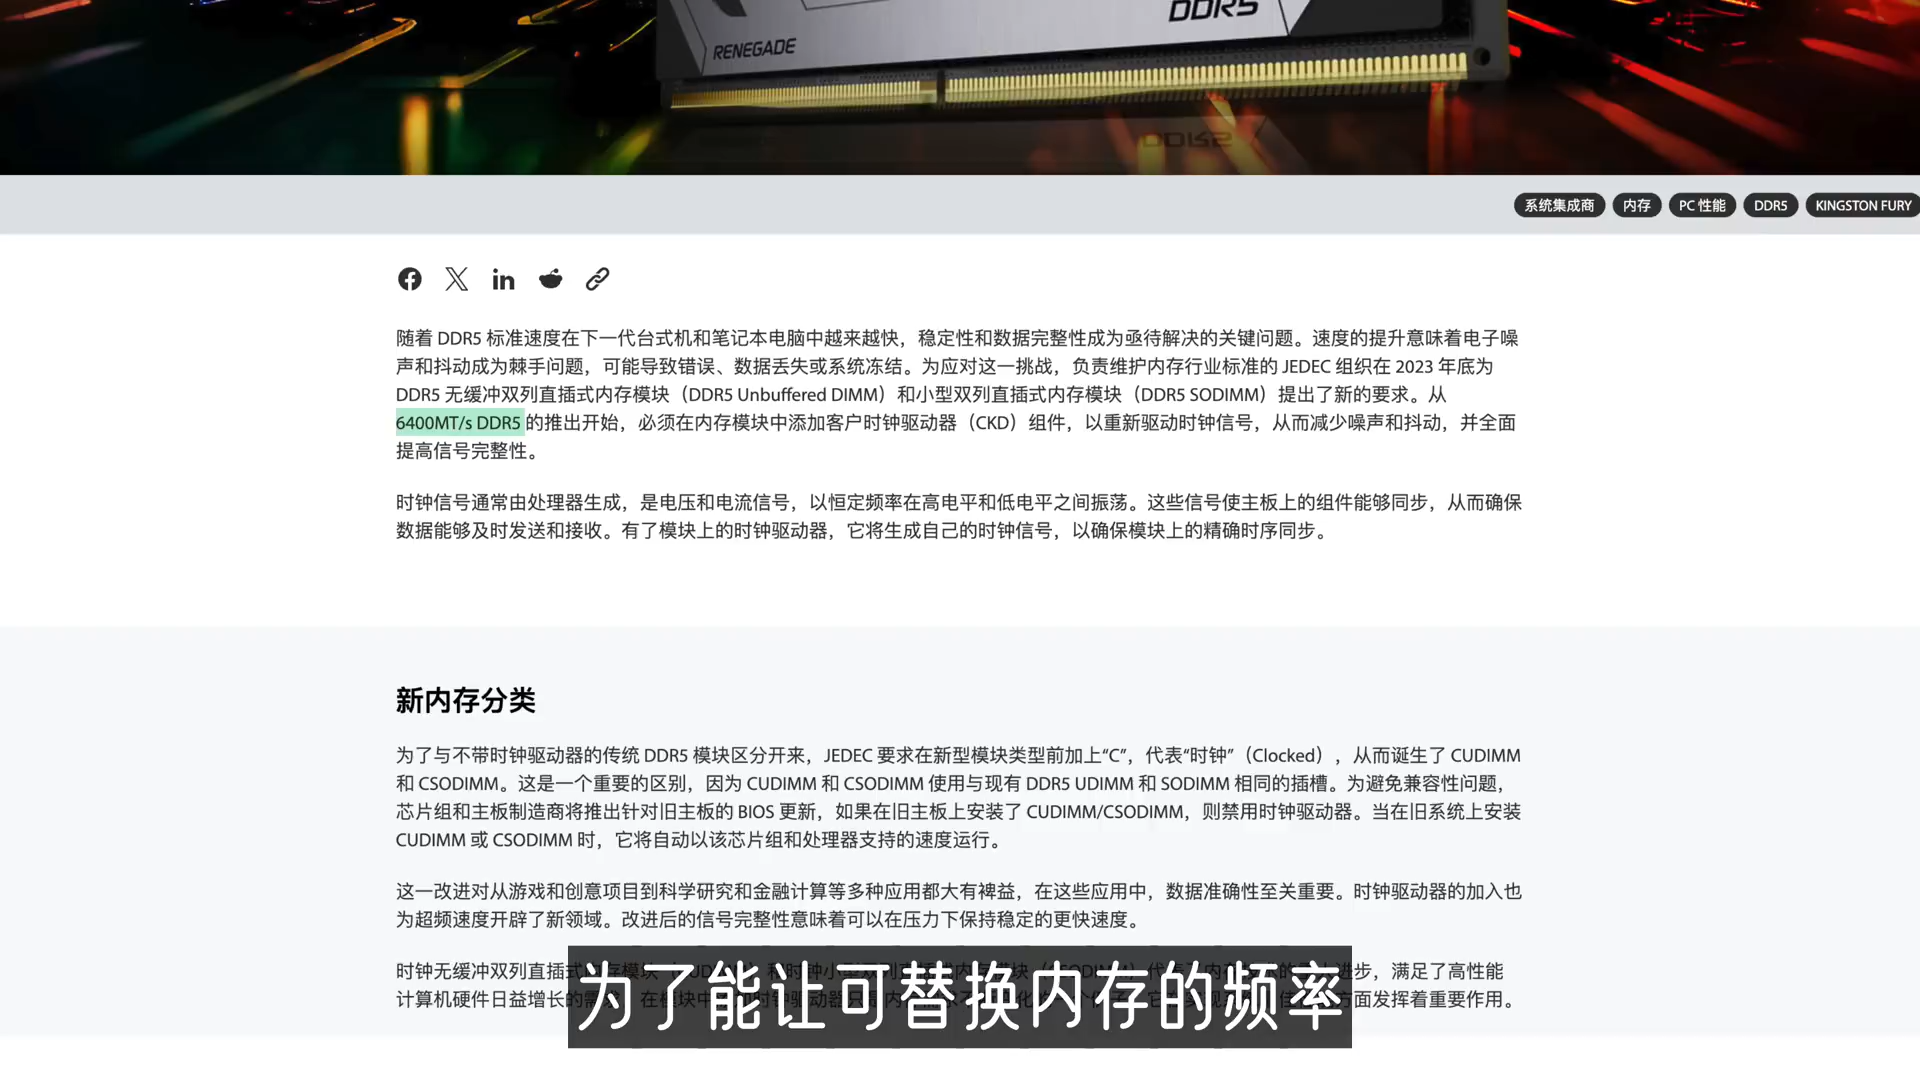 DDR5
RENEGADE
系统集成商
内存
PC 性能
DDR5
KINGSTON FURY
随着 DDR5 标准速度在下一代台式机和笔记本电脑中越来越快，稳定性和数据完整性成为亟待解决的关键问题。速度的提升意味着电子噪
声和抖动成为棘手问题，可能导致错误、数据丢失或系统冻结。为应对这一挑战，负责维护内存行业标准的 JEDEC 组织在 2023 年底为
DDR5 无缓冲双列直插式内存模块（DDR5 Unbuffered DIMM）和小型双列直插式内存模块（DDR5 SODIMM）提出了新的要求。从
6400MT/s DDR5 的推出开始，必须在内存模块中添加客户时钟驱动器（CKD）组件，以重新驱动时钟信号，从而减少噪声和抖动，并全面
提高信号完整性。
时钟信号通常由处理器生成，是电压和电流信号，以恒定频率在高电平和低电平之间振荡。这些信号使主板上的组件能够同步，从而确保
数据能够及时发送和接收。有了模块上的时钟驱动器，它将生成自己的时钟信号，以确保模块上的精确时序同步。
新内存分类
为了与不带时钟驱动器的传统 DDR5 模块区分开来，JEDEC 要求在新型模块类型前加上“C”，代表“时钟”（Clocked），从而诞生了 CUDIMM
和 CSODIMM。这是一个重要的区别，因为 CUDIMM 和 CSODIMM 使用与现有 DDR5 UDIMM 和 SODIMM 相同的插槽。为避免兼容性问题，
芯片组和主板制造商将推出针对旧主板的 BIOS 更新，如果在旧主板上安装了 CUDIMM/CSODIMM，则禁用时钟驱动器。当在旧系统上安装
CUDIMM 或 CSODIMM 时，它将自动以该芯片组和处理器支持的速度运行。
这一改进对从游戏和创意项目到科学研究和金融计算等多种应用都大有裨益，在这些应用中，数据准确性至关重要。时钟驱动器的加入也
为超频速度开辟了新领域。改进后的信号完整性意味着可以在压力下保持稳定的更快速度。
时钟无缓冲双列直插式 进步，满足了高性能
计算机硬件日益增长的 方面发挥着重要作用。
为了能让可替换内存的频率